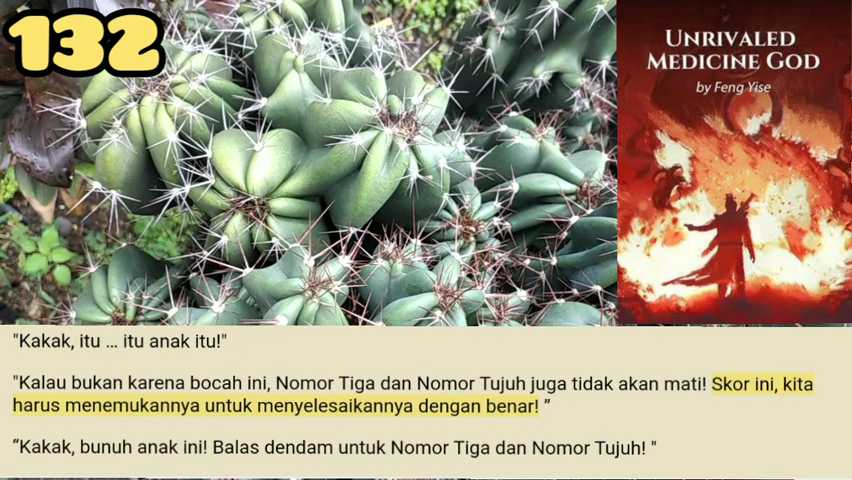 132
UNRIVALED
MEDICINE GOD
by Feng Yise
"Kakak, itu ... itu anak itu!"
"Kalau bukan karena bocah ini, Nomor Tiga dan Nomor Tujuh juga tidak akan mati! Skor ini, kita
harus menemukannya untuk menyelesaikannya dengan benar! ”
“Kakak, bunuh anak ini! Balas dendam untuk Nomor Tiga dan Nomor Tujuh! "